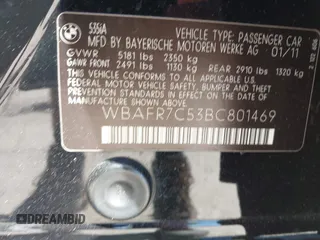 535iA
VEHICLE TYPE: PASSENGER CAR
MFD BY BAYERISCHE MOTOREN WERKE AG 01/11
GVWR 5181 lbs 2350 kg
GAWR FRONT 2491 lbs 1130 kg REAR 2910 lbs 1320 kg
THIS VEHICLE CONFORMS TO ALL APPLICABLE
FEDERAL MOTOR VEHICLE
SAFETY, BUMPER AND THEFT PREVENTION
STANDARDS IN EFFECT ON THE DATE OF
MANUFACTURE SHOWN ABOVE.
WBAFR7C53BC801469
DREAMBID